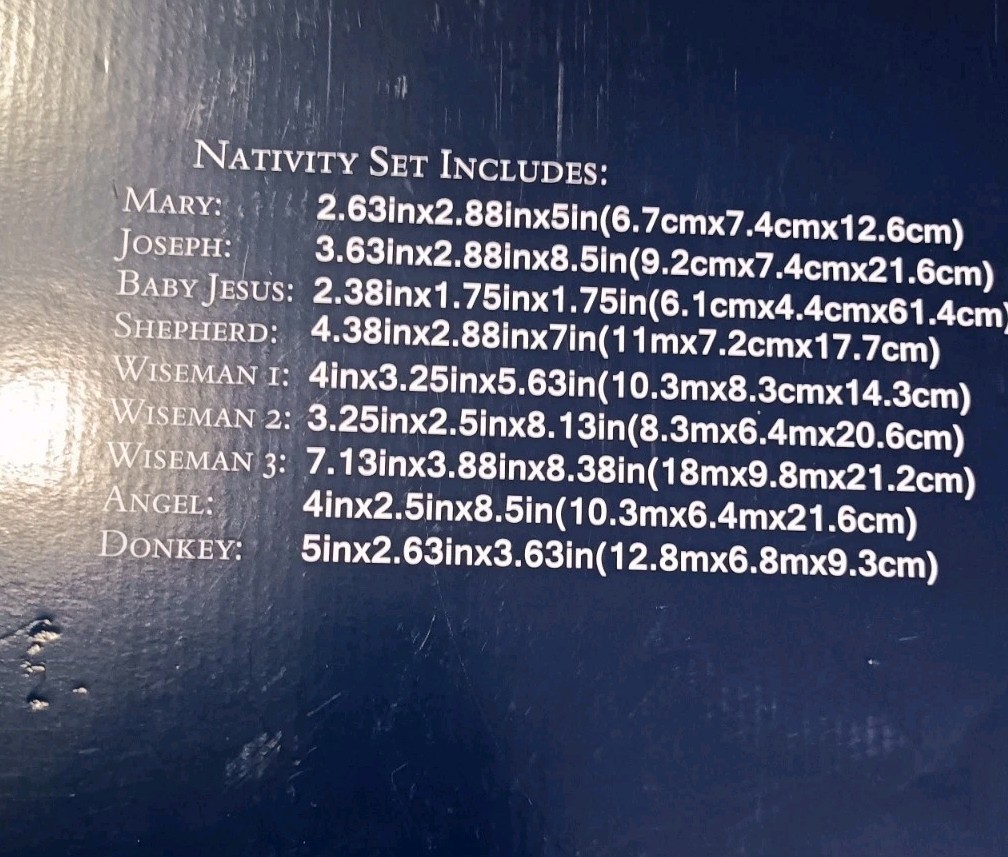 Nativity Set Includes:
Mary: 2.63inx2.88inx5in(6.7cmx7.4cmx12.6cm)
Joseph: 3.63inx2.88inx8.5in(9.2cmx7.4cmx21.6cm)
Baby Jesus: 2.38inx1.75inx1.75in(6.1cmx4.4cmx61.4cm)
Shepherd: 4.38inx2.88inx7in(11mx7.2cmx17.7cm)
Wiseman 1: 4inx3.25inx5.63in(10.3mx8.3cmx14.3cm)
Wiseman 2: 3.25inx2.5inx8.13in(8.3mx6.4mx20.6cm)
Wiseman 3: 7.13inx3.88inx8.38in(18mx9.8mx21.2cm)
Angel: 4inx2.5inx8.5in(10.3mx6.4mx21.6cm)
Donkey: 5inx2.63inx3.63in(12.8mx6.8mx9.3cm)